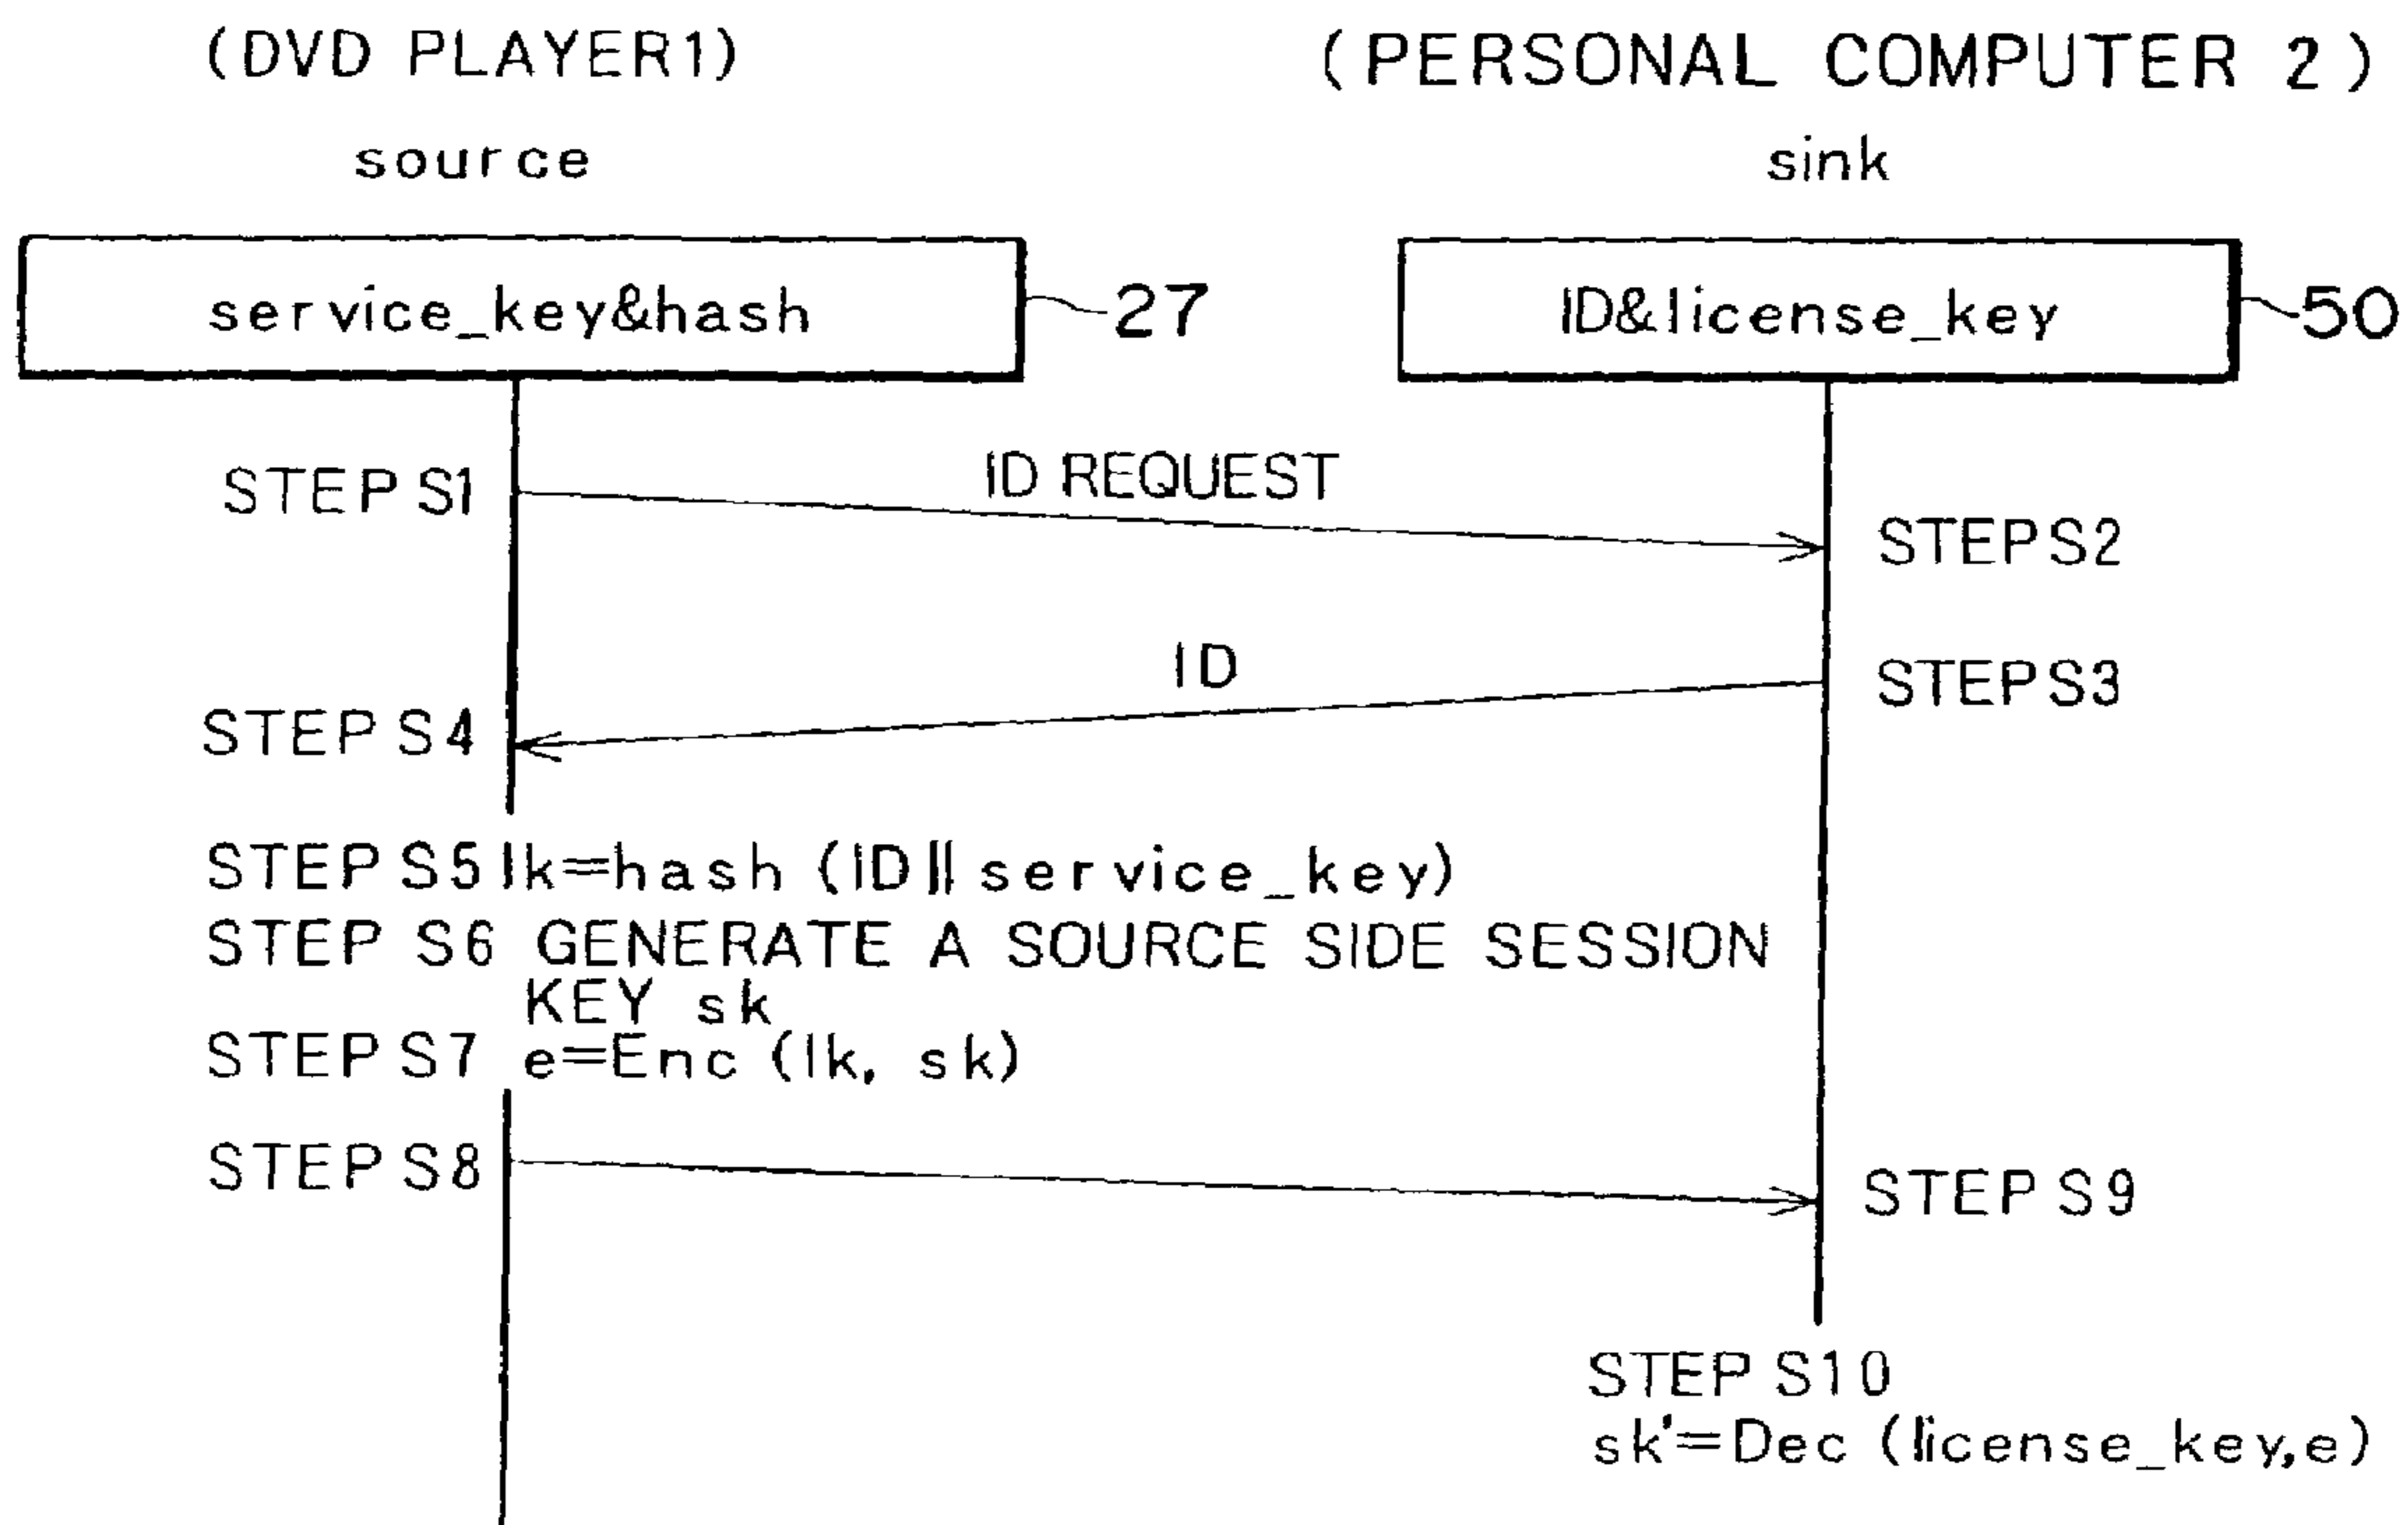 (DVD PLAYER1)
(PERSONAL COMPUTER 2)
source
sink
service_key&hash
27
ID&license_key
50
STEP S1
ID REQUEST
STEP S2
ID
STEP S3
STEP S4
STEP S5 lk=hash (ID || service_key)
STEP S6 GENERATE A SOURCE SIDE SESSION
KEY sk
STEP S7 e=Enc (lk, sk)
STEP S8
STEP S9
STEP S10
sk'=Dec (license_key,e)